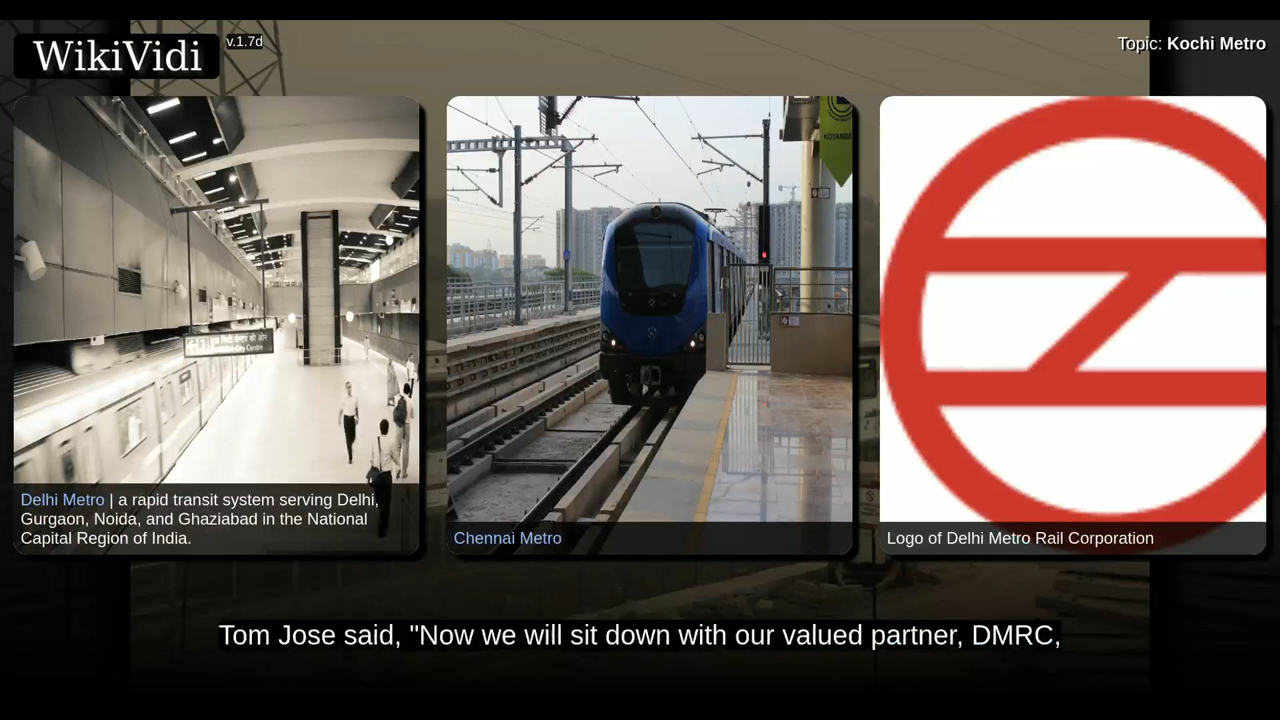 WikiVidi
v.1.7d
Topic: Kochi Metro
Delhi Metro | a rapid transit system serving Delhi,
Gurgaon, Noida, and Ghaziabad in the National
Capital Region of India.
Chennai Metro
Logo of Delhi Metro Rail Corporation
Tom Jose said, "Now we will sit down with our valued partner, DMRC,